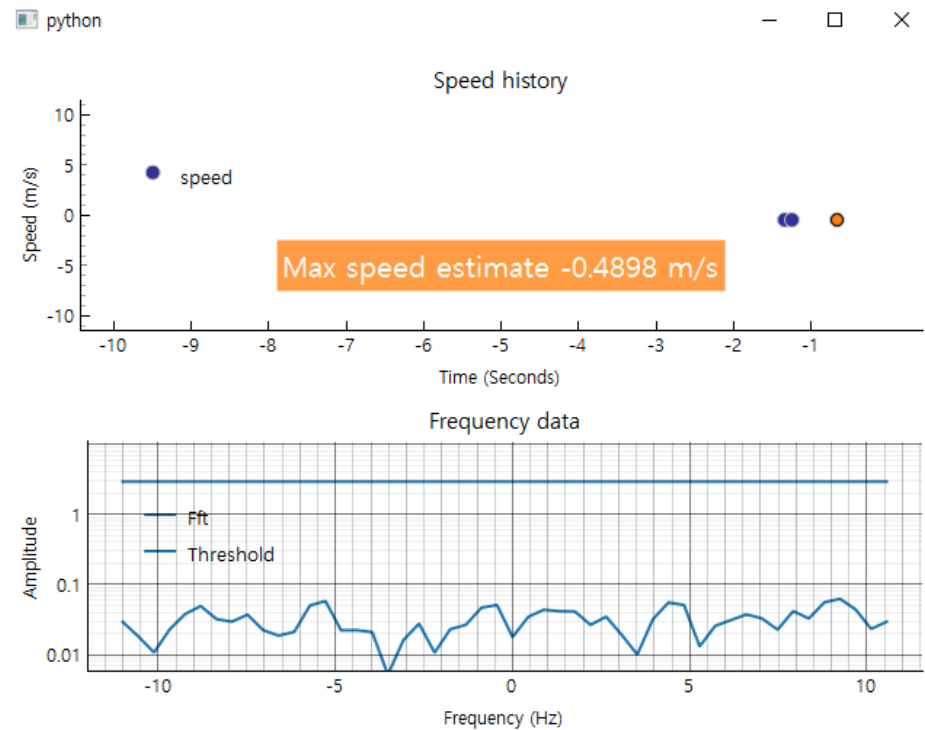 python
Speed history
10
5
0
-5
-10
Speed (m/s)
speed
Max speed estimate -0.4898 m/s
-10 -9 -8 -7 -6 -5 -4 -3 -2 -1
Time (Seconds)
Frequency data
1
0.1
0.01
Amplitude
Fft
Threshold
-10 -5 0 5 10
Frequency (Hz)